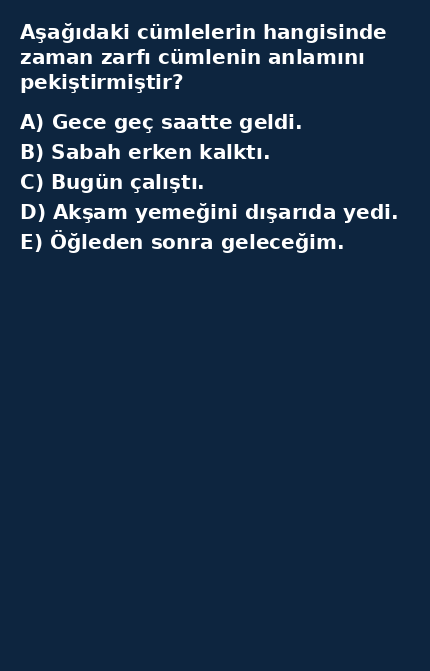 Aşağıdaki cümlelerin hangisinde
zaman zarfı cümlenin anlamını
pekiştirmiştir?
A) Gece geç saatte geldi.
B) Sabah erken kalktı.
C) Bugün çalıştı.
D) Akşam yemeğini dışarıda yedi.
E) Öğleden sonra geleceğim.